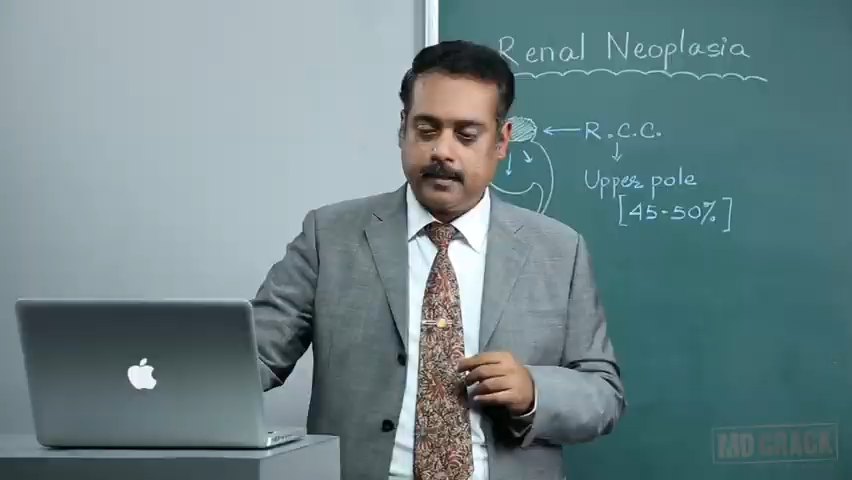 Renal Neoplasia
R.C.C.
Upper pole
[45-50%]
MD CRACK